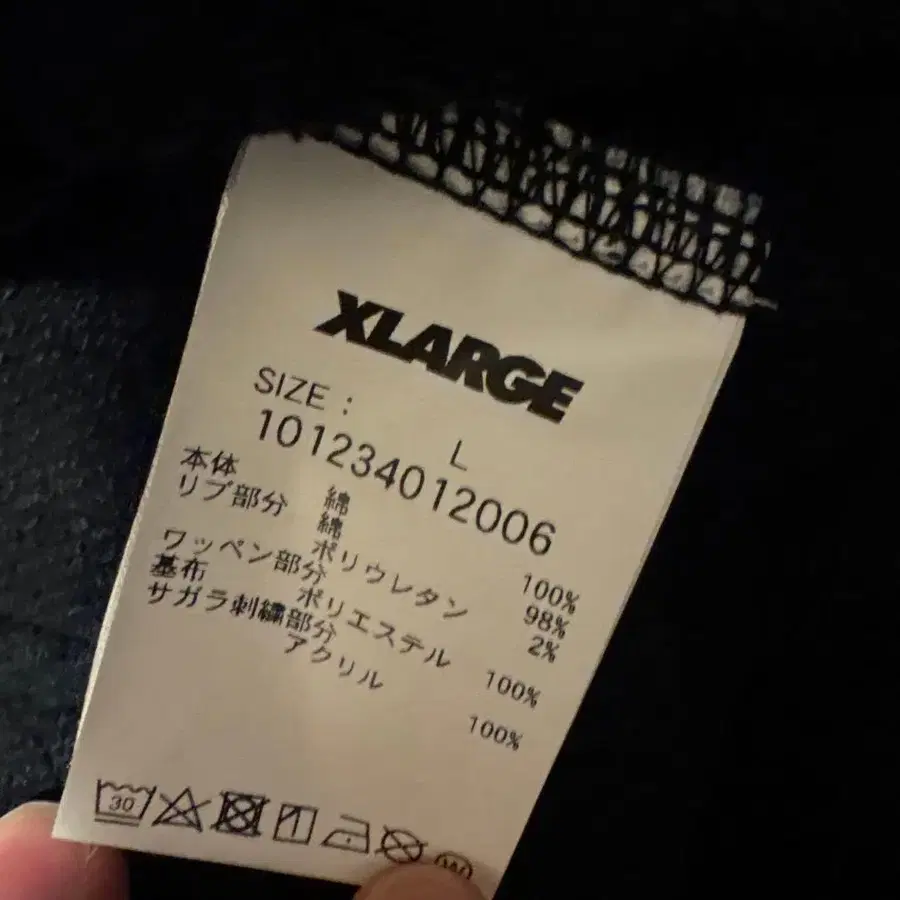 XLARGE
SIZE : L
101234012006
本体 綿 100%
リブ部分 綿 98%
ポリウレタン 2%
ワッペン部分
基布 ポリエステル 100%
サガラ刺繍部分
アクリル 100%
30
W